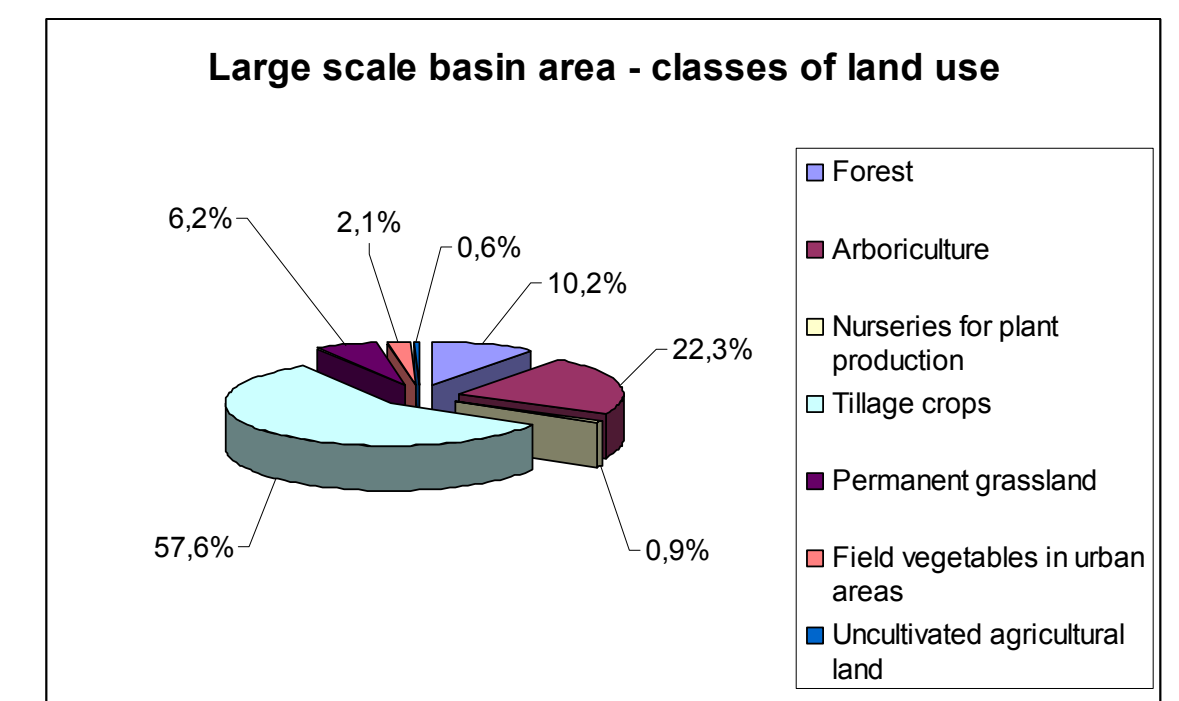 Large scale basin area - classes of land use
6,2%
2,1%
0,6%
10,2%
22,3%
57,6%
0,9%
Forest
Arboriculture
Nurseries for plant
production
Tillage crops
Permanent grassland
Field vegetables in urban
areas
Uncultivated agricultural
land